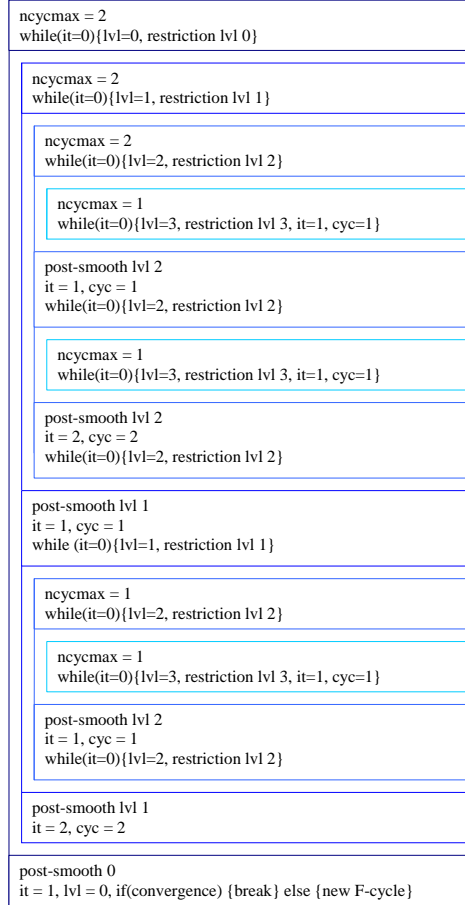 ncycmax = 2
while(it=0){lvl=0, restriction lvl 0}
ncycmax = 2
while(it=0){lvl=1, restriction lvl 1}
ncycmax = 2
while(it=0){lvl=2, restriction lvl 2}
ncycmax = 1
while(it=0){lvl=3, restriction lvl 3, it=1, cyc=1}
post-smooth lvl 2
it = 1, cyc = 1
while(it=0){lvl=2, restriction lvl 2}
ncycmax = 1
while(it=0){lvl=3, restriction lvl 3, it=1, cyc=1}
post-smooth lvl 2
it = 2, cyc = 2
while(it=0){lvl=2, restriction lvl 2}
post-smooth lvl 1
it = 1, cyc = 1
while (it=0){lvl=1, restriction lvl 1}
ncycmax = 1
while(it=0){lvl=2, restriction lvl 2}
ncycmax = 1
while(it=0){lvl=3, restriction lvl 3, it=1, cyc=1}
post-smooth lvl 2
it = 1, cyc = 1
while(it=0){lvl=2, restriction lvl 2}
post-smooth lvl 1
it = 2, cyc = 2
post-smooth 0
it = 1, lvl = 0, if(convergence) {break} else {new F-cycle}